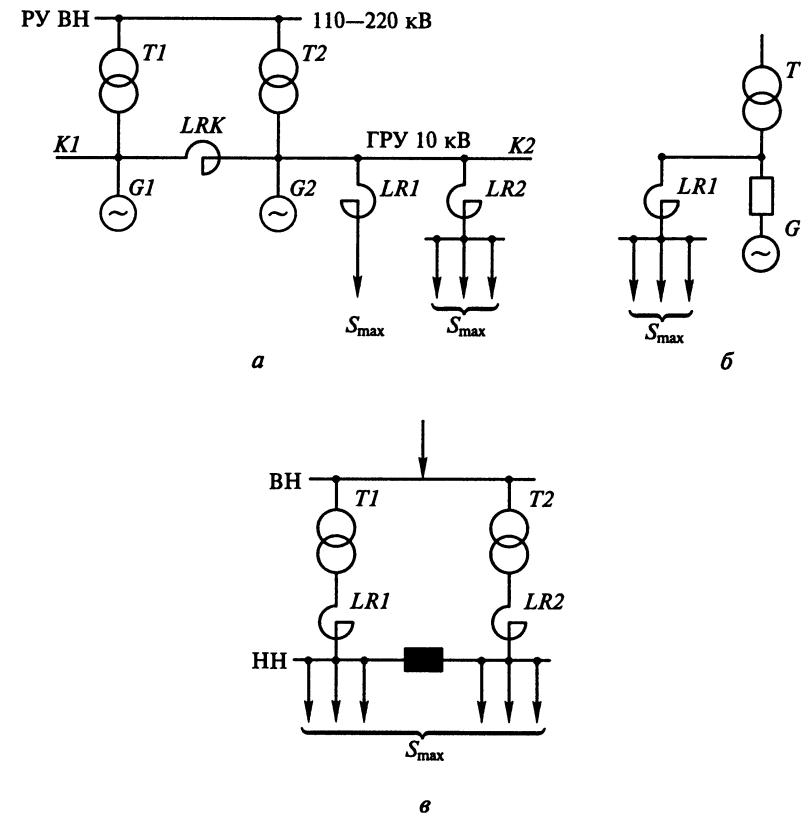 РУ ВН 110—220 кВ
T1 T2 T
LRK ГРУ 10 кВ
K1 K2
G1 G2 LR1 LR2 LR1
~ ~ G
~
Smax Smax Smax
а б
ВН
T1 T2
LR1 LR2
НН
Smax
в